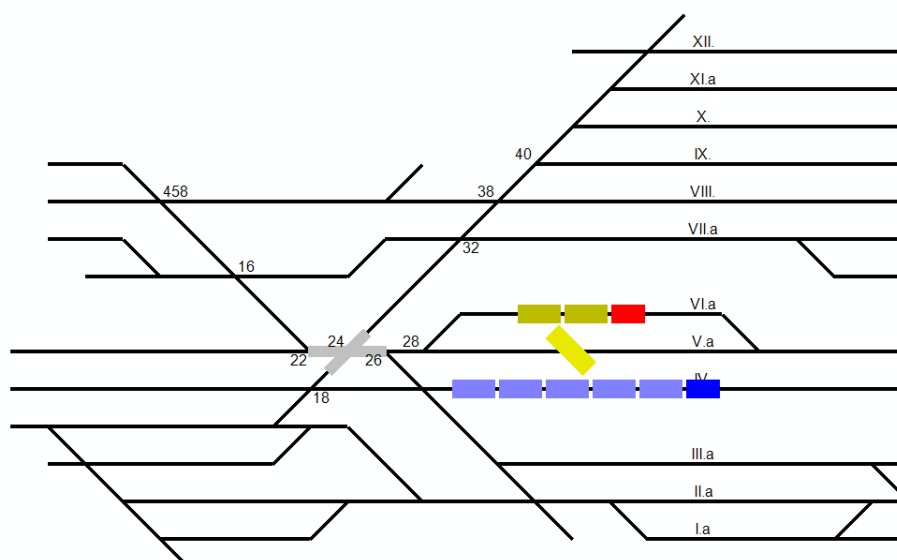 XII.
XI.a
X.
40
IX.
458
38
VIII.
VII.a
32
16
VI.a
24
28
V.a
22
26
IV.
18
III.a
II.a
I.a